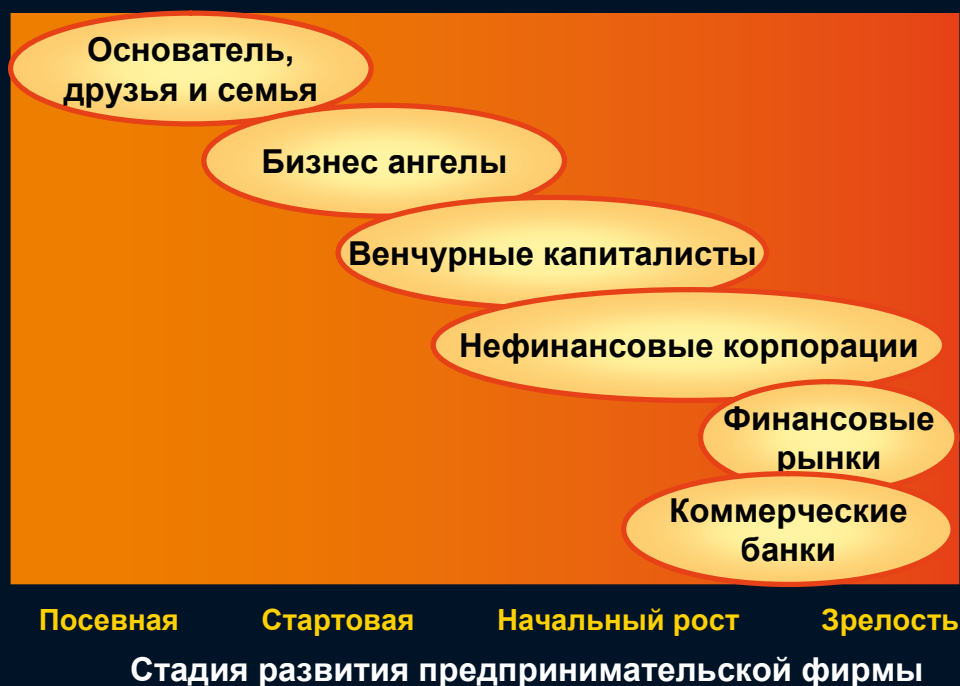 Основатель,
друзья и семья
Бизнес ангелы
Венчурные капиталисты
Нефинансовые корпорации
Финансовые
рынки
Коммерческие
банки
Посевная Стартовая Начальный рост Зрелость
Стадия развития предпринимательской фирмы